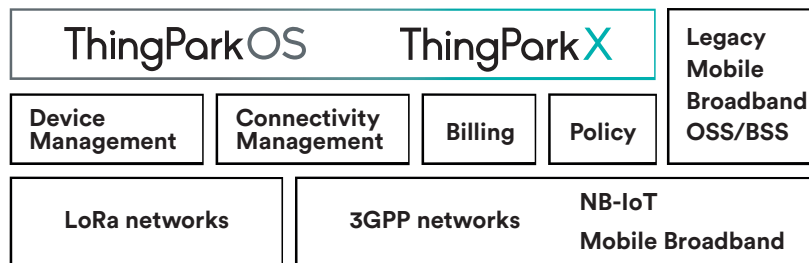 ThingParkOS
ThingParkX
Legacy
Mobile
Broadband
OSS/BSS
Device
Management
Connectivity
Management
Billing
Policy
LoRa networks
3GPP networks
NB-IoT
Mobile Broadband